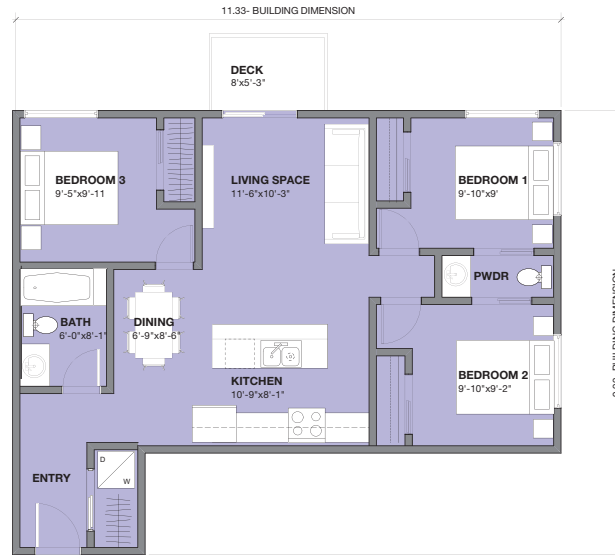 11.33- BUILDING DIMENSION
DECK
8'x5'-3"
BEDROOM 3
9'-5"x9'-11
LIVING SPACE
11'-6"x10'-3"
BEDROOM 1
9'-10"x9'
PWDR
BATH
6'-0"x8'-1"
DINING
6'-9"x8'-6"
KITCHEN
10'-9"x8'-1"
BEDROOM 2
9'-10"x9'-2"
ENTRY
D
W
BUILDING DIMENSION